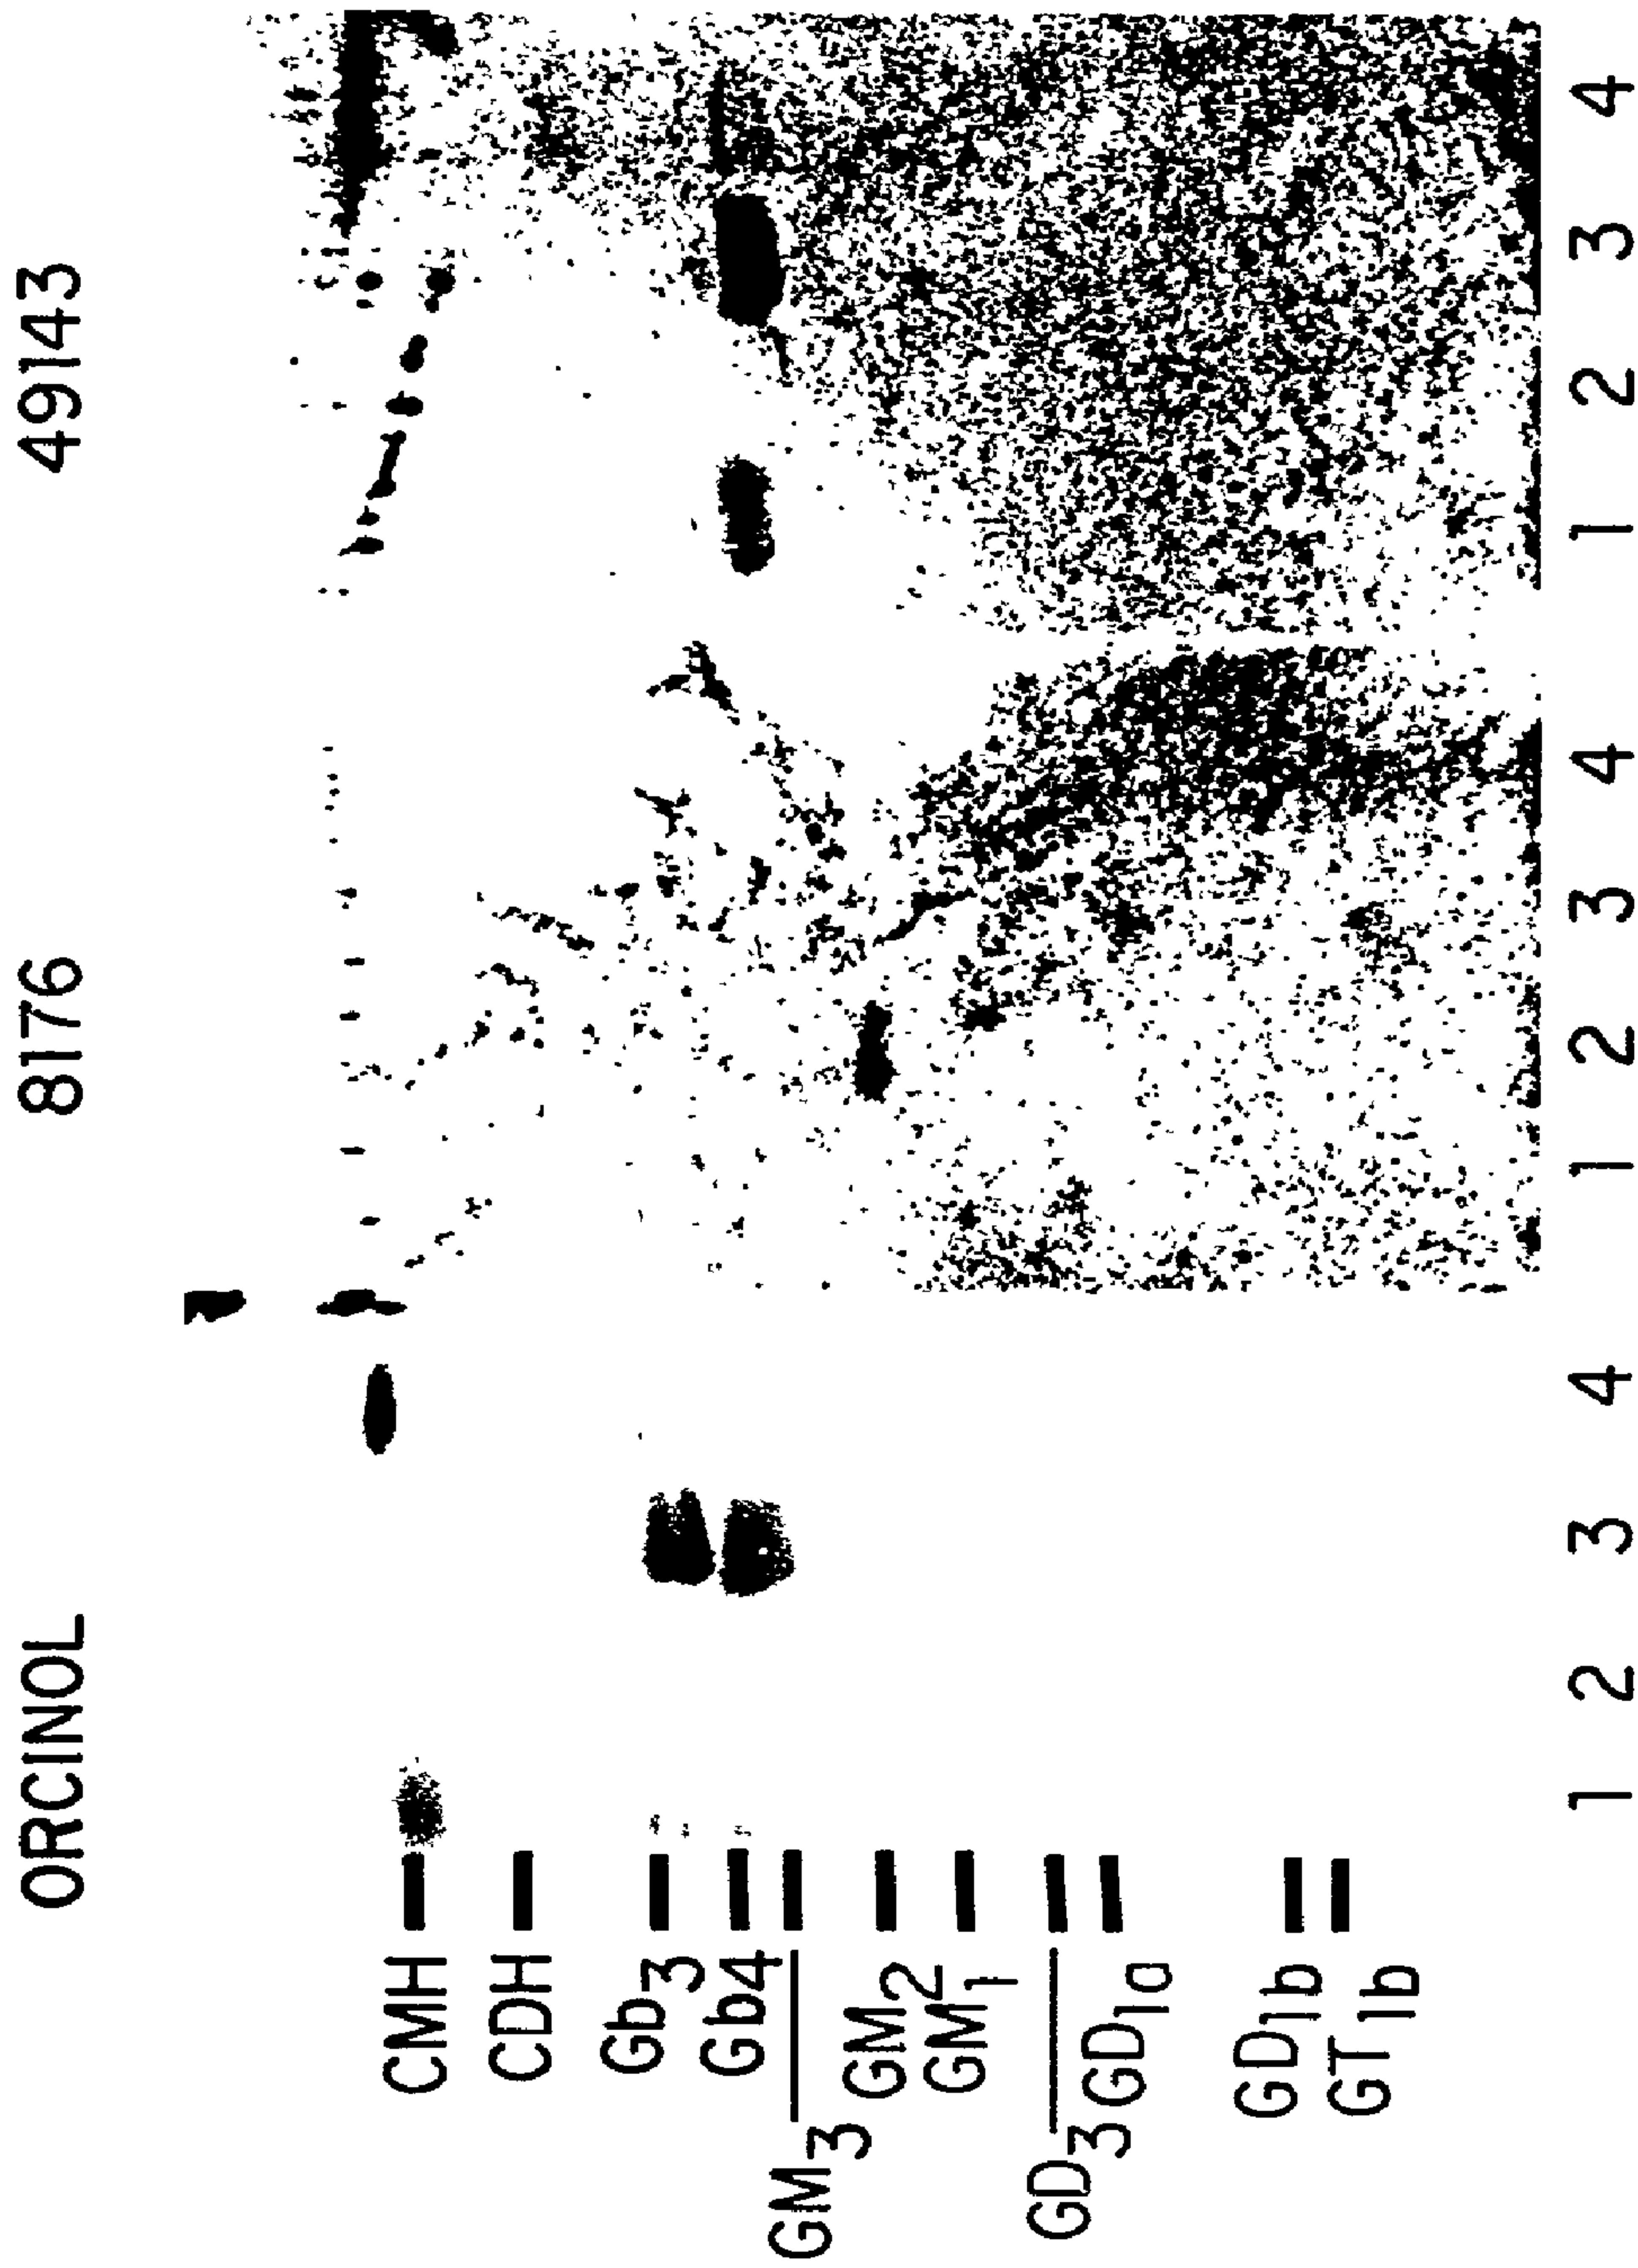 ORCINOL 8176 49143
CMH
CDH
Gb3
Gb4
GM3
GM2
GM1
GD3
GD1a
GD1b
GT1b
1 2 3 4 1 2 3 4 1 2 3 4